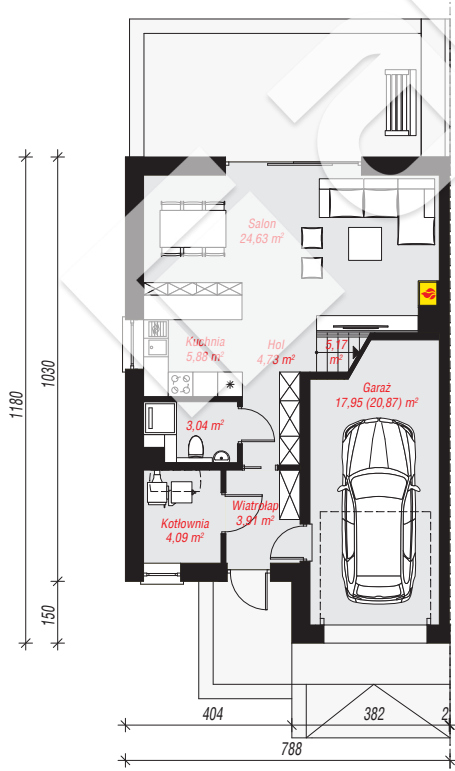 Salon
24,63 m²
Kuchnia
5,88 m²
Hol
4,73 m²
5,17
m²
Garaż
17,95 (20,87) m²
3,04 m²
Wiatrołap
3,91 m²
Kotłownia
4,09 m²
1180
1030
150
404
382
2
788